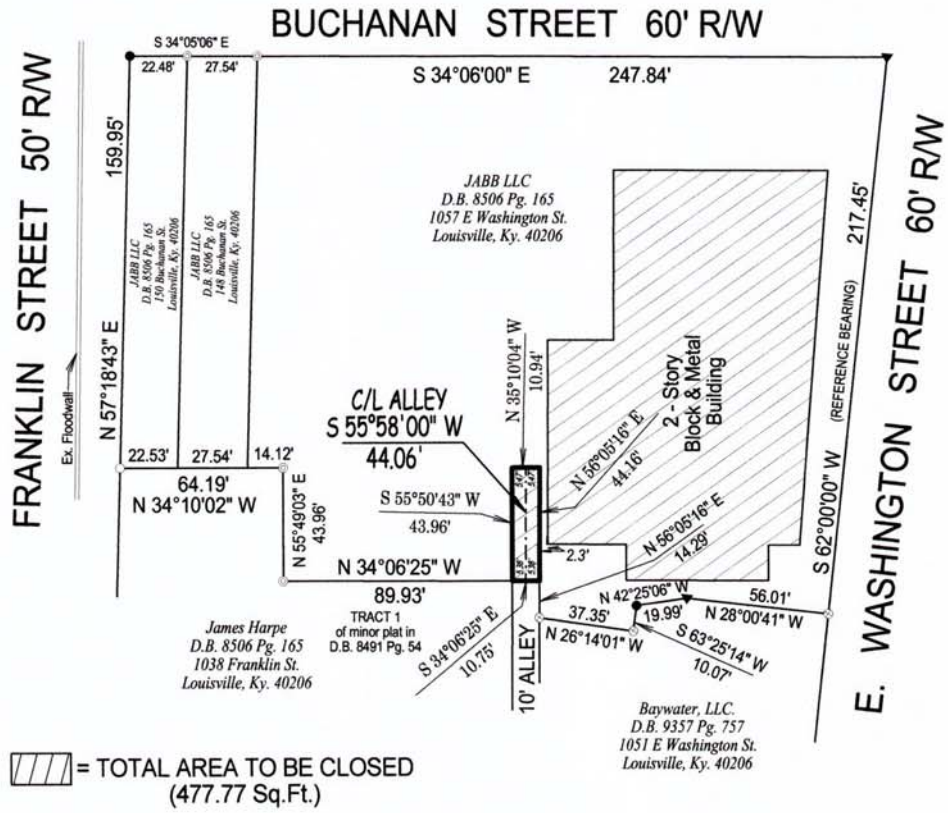 BUCHANAN STREET 60' R/W
S 34°05'06" E
22.48'
27.54'
S 34°06'00" E
247.84'
FRANKLIN STREET 50' R/W
Ex. Floodwall
159.95'
N 57°18'43" E
JABB LLC
D.B. 8506 Pg. 165
150 Buchanan St.
Louisville, Ky. 40206
JABB LLC
D.B. 8506 Pg. 165
148 Buchanan St.
Louisville, Ky. 40206
JABB LLC
D.B. 8506 Pg. 165
1057 E Washington St.
Louisville, Ky. 40206
217.45'
(REFERENCE BEARING)
S 62°00'00" W
E. WASHINGTON STREET 60' R/W
2 - Story
Block & Metal
Building
N 35°10'04" W
10.94'
C/L ALLEY
S 55°58'00" W
44.06'
N 56°05'16" E
44.16'
22.53'
27.54'
14.12'
64.19'
N 34°10'02" W
5.47'
5.47'
S 55°50'43" W
43.96'
N 55°49'03" E
43.96'
N 56°05'16" E
14.29'
2.3'
5.38'
5.38'
N 34°06'25" W
89.93'
TRACT 1
of minor plat in
D.B. 8491 Pg. 54
S 34°06'25" E
10.75'
10' ALLEY
N 42°25'06" W
19.99'
56.01'
N 28°00'41" W
37.35'
N 26°14'01" W
S 63°25'14" W
10.07'
James Harpe
D.B. 8506 Pg. 165
1038 Franklin St.
Louisville, Ky. 40206
Baywater, LLC.
D.B. 9357 Pg. 757
1051 E Washington St.
Louisville, Ky. 40206
= TOTAL AREA TO BE CLOSED
(477.77 Sq.Ft.)